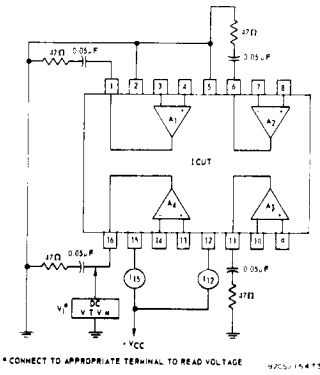 47Ω
0.05µF
47Ω
0.05µF
1 2 3 4 5 6 7 8
A1 A2
ICUT
A4 A3
16 15 14 13 12 11 10 9
47Ω
0.05µF
I15
I12
0.05µF
47Ω
V1*
DC
VTVM
+VCC
* CONNECT TO APPROPRIATE TERMINAL TO READ VOLTAGE
92CS-15473